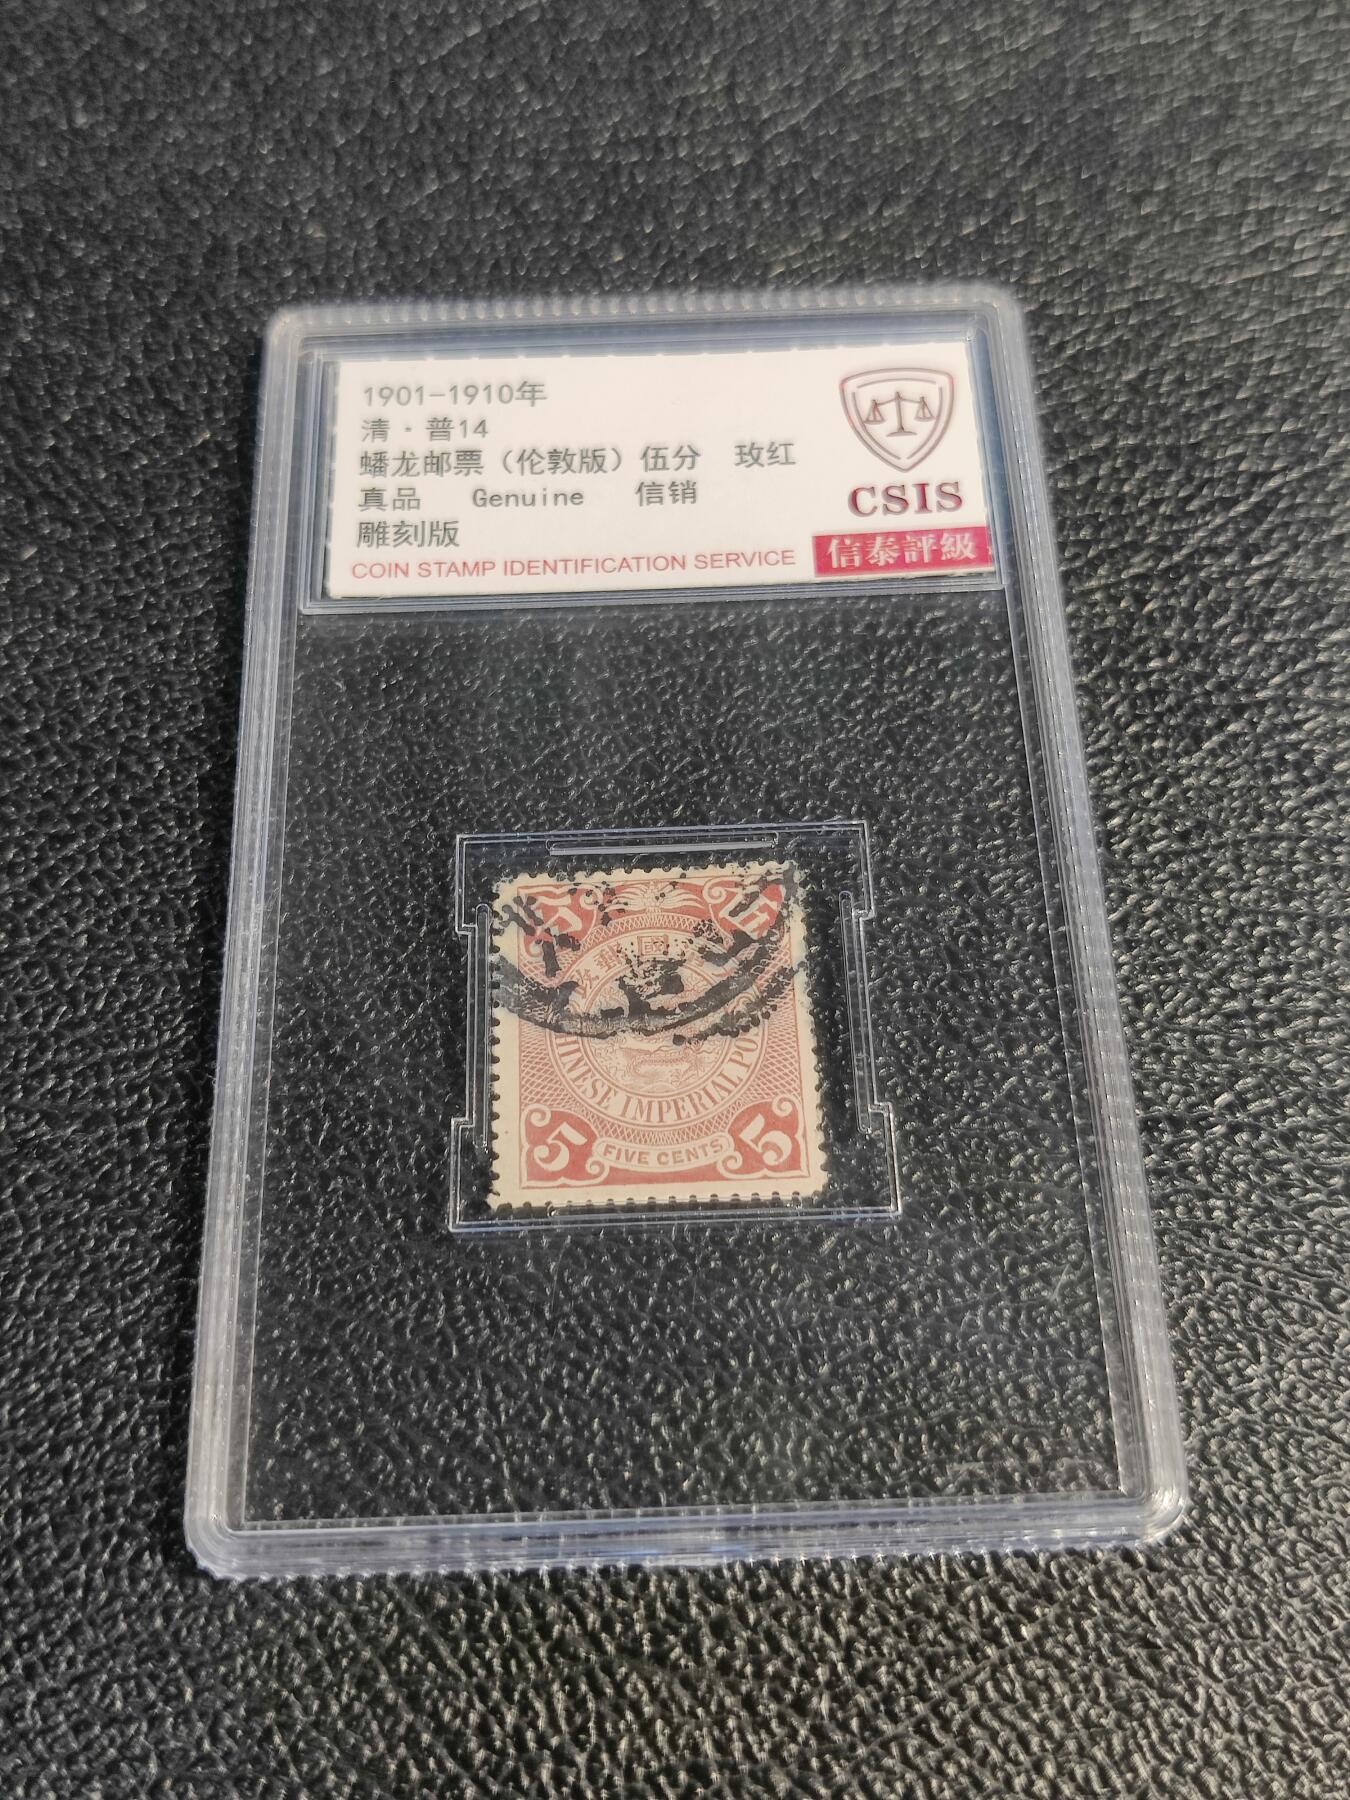 1901-1910年
清·普14
蟠龙邮票（伦敦版）伍分 玫红
真品 Genuine 信销
雕刻版
COIN STAMP IDENTIFICATION SERVICE
CSIS
信泰評級
國
CHINESE IMPERIAL POST
5 FIVE CENTS 5